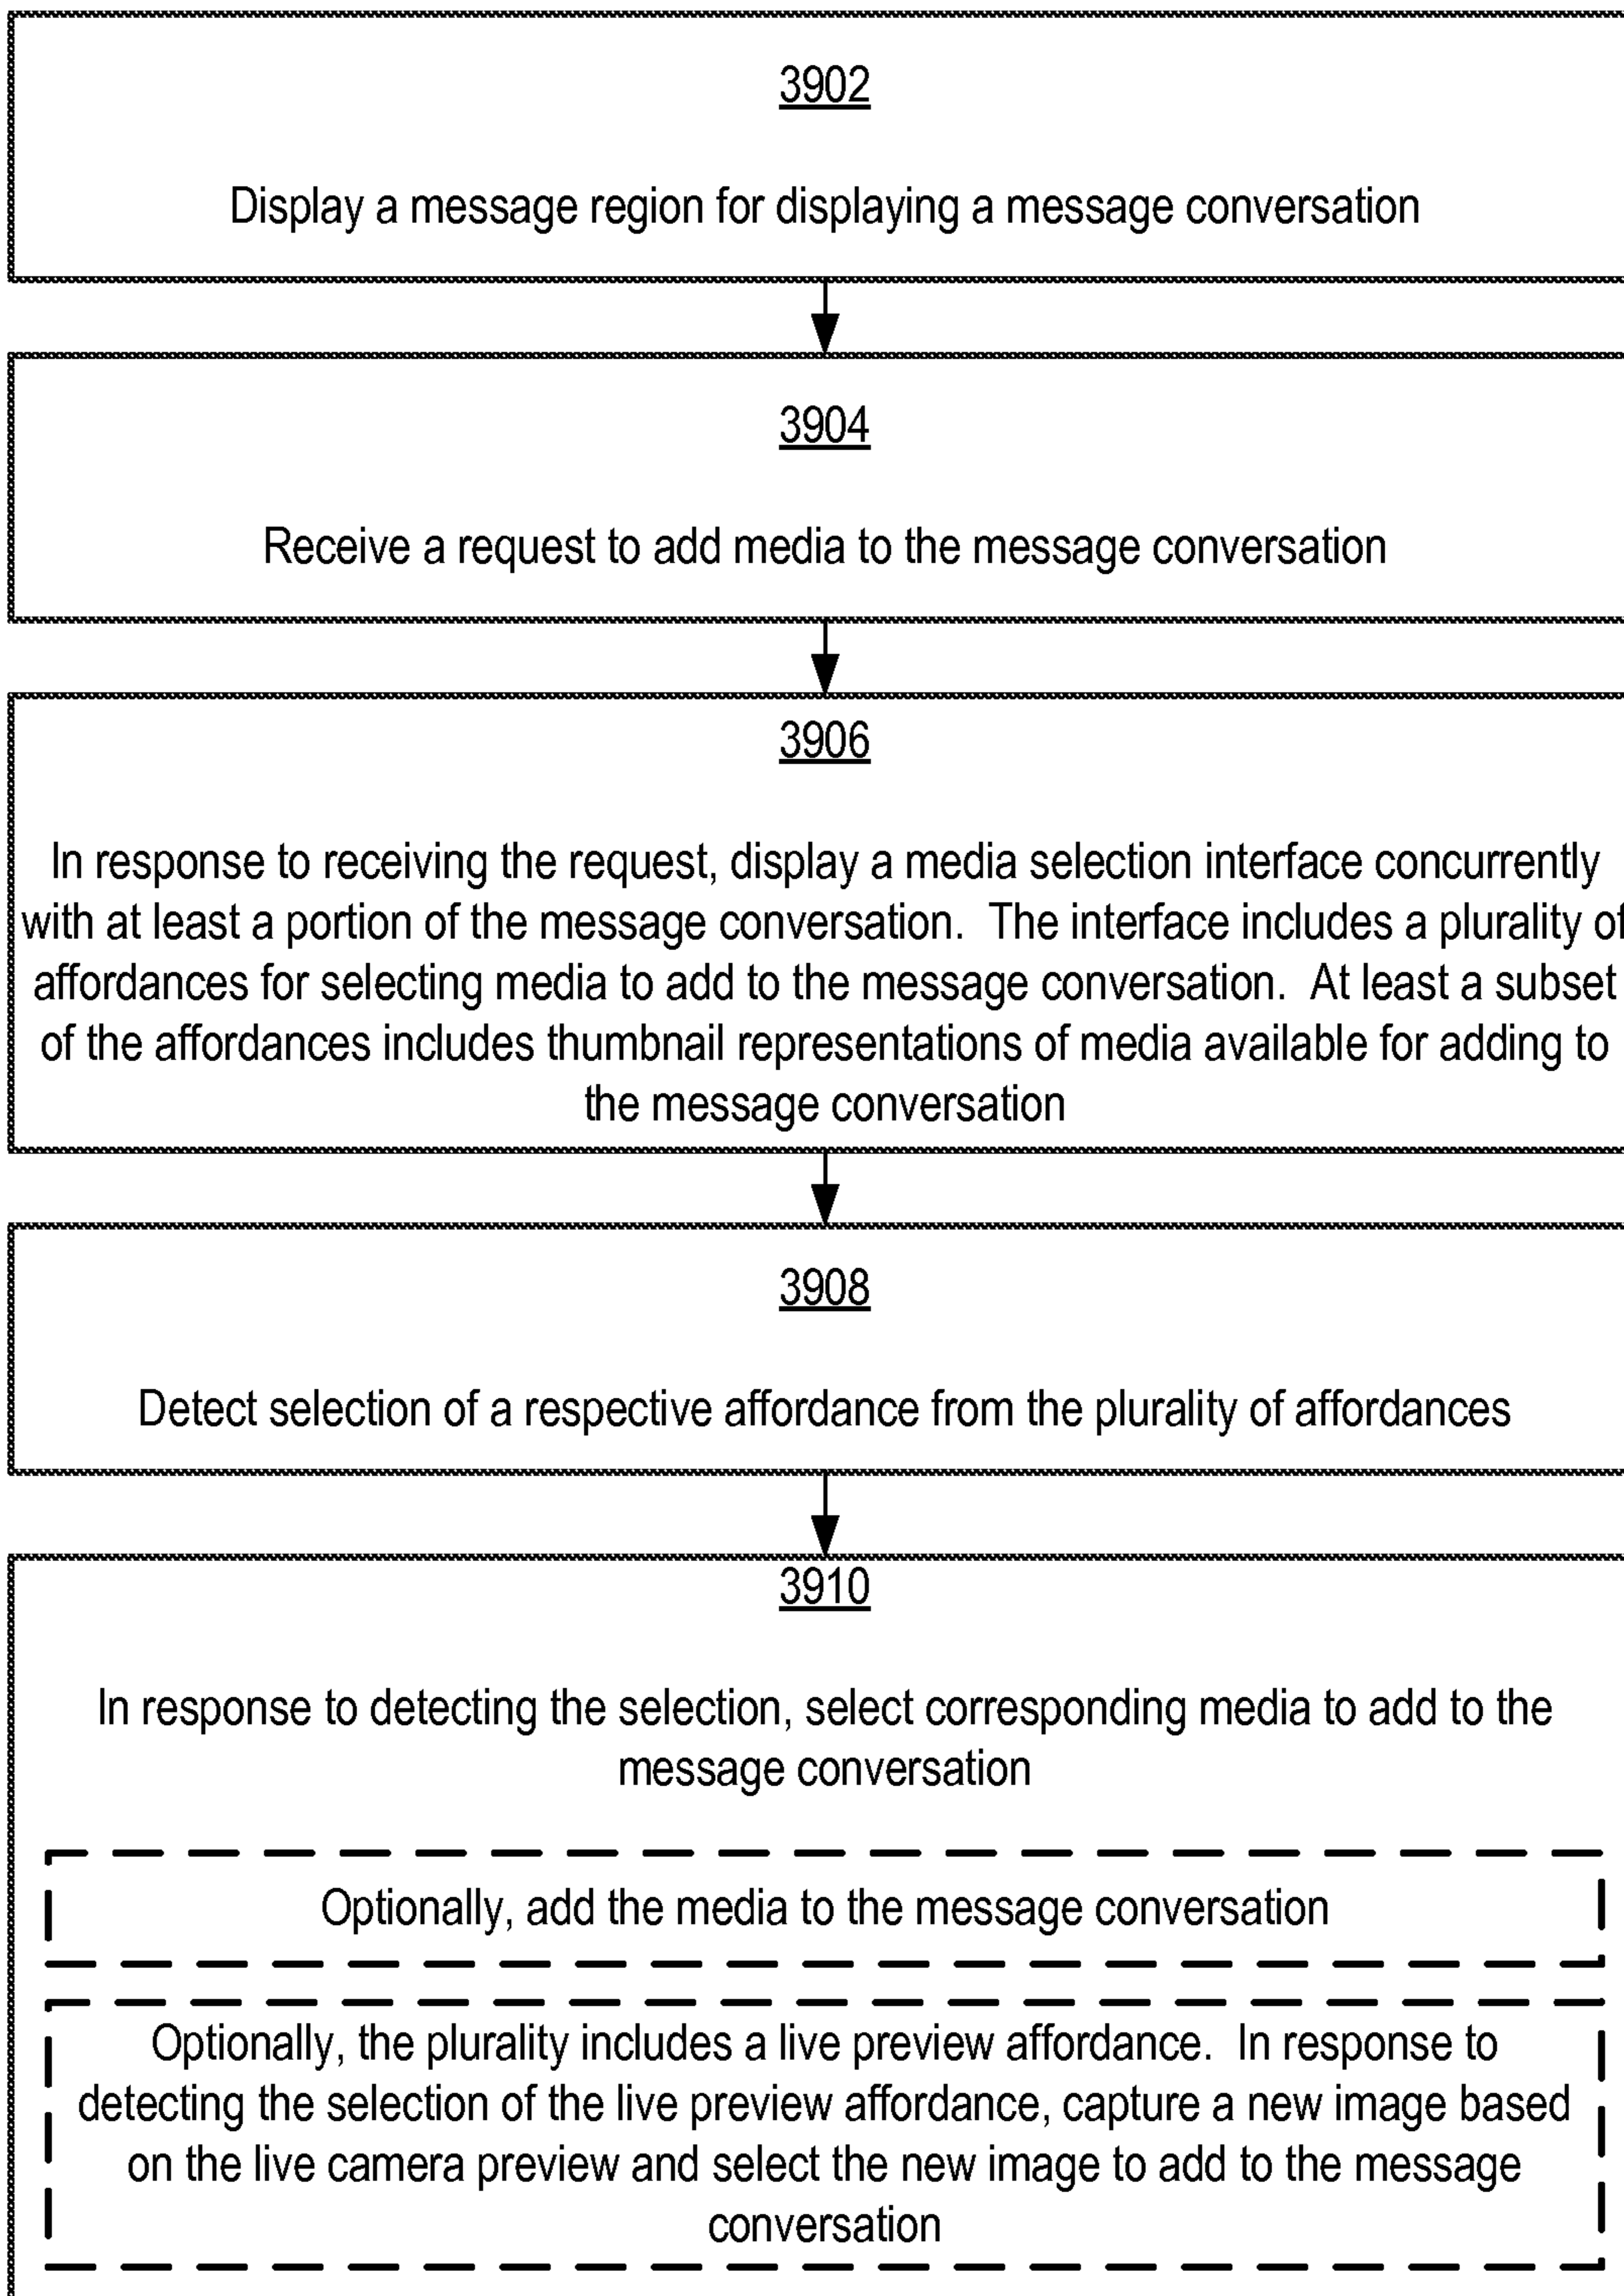 3902
Display a message region for displaying a message conversation
3904
Receive a request to add media to the message conversation
3906
In response to receiving the request, display a media selection interface concurrently
with at least a portion of the message conversation.  The interface includes a plurality of
affordances for selecting media to add to the message conversation.  At least a subset
of the affordances includes thumbnail representations of media available for adding to
the message conversation
3908
Detect selection of a respective affordance from the plurality of affordances
3910
In response to detecting the selection, select corresponding media to add to the
message conversation
Optionally, add the media to the message conversation
Optionally, the plurality includes a live preview affordance.  In response to
detecting the selection of the live preview affordance, capture a new image based
on the live camera preview and select the new image to add to the message
conversation